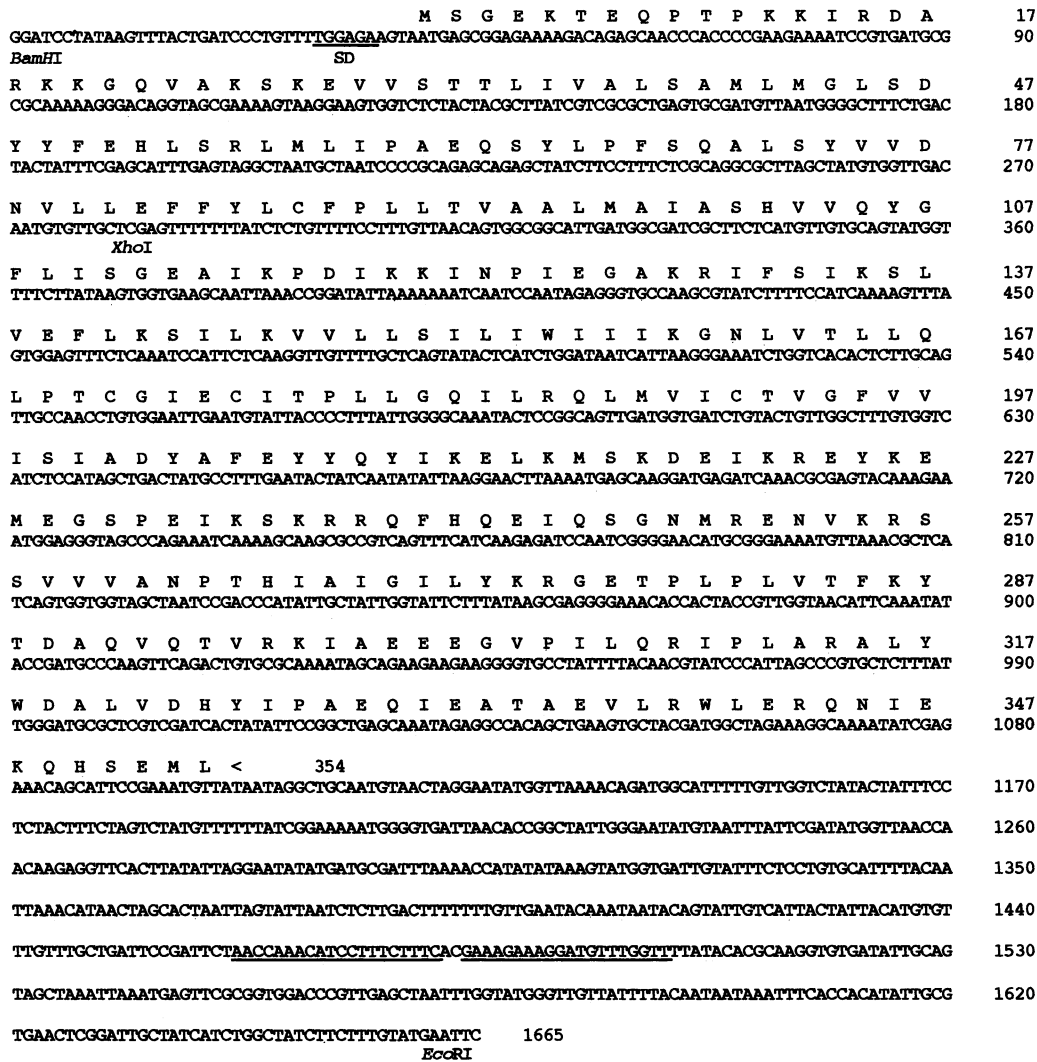 M S G E K T E Q P T P K K I R D A 17
GGATCCTATAAGTTTACTGATCCCTGTTTTTGGAGAAGTAATGAGCGGAGAAAAGACAGAGCAACCCACCCCGAAGAAAATCCGTGATGCG 90
BamHI SD
R K K G Q V A K S K E V V S T T L I V A L S A M L M G L S D 47
CGCAAAAAGGGACAGGTAGCGAAAAGTAAGGAAGTGGTCTCTACTACGCTTATCGTCGCGCTGAGTGCGATGTTAATGGGGCTTTCTGAC 180
Y Y F E H L S R L M L I P A E Q S Y L P F S Q A L S Y V V D 77
TACTATTTCGAGCATTTGAGTAGGCTAATGCTAATCCCCGCAGAGCAGAGCTATCTTCCTTTCTCGCAGGCGCTTAGCTATGTGGTTGAC 270
N V L L E F F Y L C F P L L T V A A L M A I A S H V V Q Y G 107
AATGTGTTGCTCGAGTTTTTTTATCTCTGTTTTCCTTTGTTAACAGTGGCGGCATTGATGGCGATCGCTTCTCATGTTGTGCAGTATGGT 360
XhoI
F L I S G E A I K P D I K K I N P I E G A K R I F S I K S L 137
TTTCTTATAAGTGGTGAAGCAATTAAACCGGATATTAAAAAAATCAATCCAATAGAGGGTGCCAAGCGTATCTTTTCCATCAAAAGTTTA 450
V E F L K S I L K V V L L S I L I W I I I K G N L V T L L Q 167
GTGGAGTTTCTCAAATCCATTCTCAAGGTTGTTTTGCTCAGTATACTCATCTGGATAATCATTAAGGGAAATCTGGTCACACTCTTGCAG 540
L P T C G I E C I T P L L G Q I L R Q L M V I C T V G F V V 197
TTGCCAACCTGTGGAATTGAATGTATTACCCCTTTATTGGGGCAAATACTCCGGCAGTTGATGGTGATCTGTACTGTTGGCTTTGTGGTC 630
I S I A D Y A F E Y Y Q Y I K E L K M S K D E I K R E Y K E 227
ATCTCCATAGCTGACTATGCCTTTGAATACTATCAATATATTAAGGAACTTAAAATGAGCAAGGATGAGATCAAACGCGAGTACAAAGAA 720
M E G S P E I K S K R R Q F H Q E I Q S G N M R E N V K R S 257
ATGGAGGGTAGCCCAGAAATCAAAAGCAAGCGCCGTCAGTTTCATCAAGAGATCCAATCGGGGAACATGCGGGAAAATGTTAAACGCTCA 810
S V V V A N P T H I A I G I L Y K R G E T P L P L V T F K Y 287
TCAGTGGTGGTAGCTAATCCGACCCATATTGCTATTGGTATTCTTTATAAGCGAGGGGAAACACCACTACCGTTGGTAACATTCAAATAT 900
T D A Q V Q T V R K I A E E E G V P I L Q R I P L A R A L Y 317
ACCGATGCCCAAGTTCAGACTGTGCGCAAAATAGCAGAAGAAGAAGGGGTGCCTATTTTACAACGTATCCCATTAGCCCGTGCTCTTTAT 990
W D A L V D H Y I P A E Q I E A T A E V L R W L E R Q N I E 347
TGGGATGCGCTCGTCGATCACTATATTCCGGCTGAGCAAATAGAGGCCACAGCTGAAGTGCTACGATGGCTAGAAAGGCAAAATATCGAG 1080
K Q H S E M L < 354
AAACAGCATTCCGAAATGTTATAATAGGCTGCAATGTAACTAGGAATATGGTTAAAACAGATGGCATTTTTGTTGGTCTATACTATTTCC 1170
TCTACTTTCTAGTCTATGTTTTTTATCGGAAAAATGGGGTGATTAACACCGGCTATTGGGAATATGTAATTTATTCGATATGGTTAACCA 1260
ACAAGAGGTTCACTTATATTAGGAATATATGATGCGATTTAAAACCATATATAAAGTATGGTGATTGTATTTCTCCTGTGCATTTTACAA 1350
TTAAACATAACTAGCACTAATTAGTATTAATCTCTTGACTTTTTTTGTTGAATACAAATAATACAGTATTGTCATTACTATTACATGTGT 1440
TTGTTTGCTGATTCCGATTCTAACCAAACATCCTTTCTTTCACGAAAGAAAGGATGTTTGGTTTTATACACGCAAGGTGTGATATTGCAG 1530
TAGCTAAATTAAATGAGTTCGCGGTGGACCCGTTGAGCTAATTTGGTATGGGTTGTTATTTTACAATAATAAATTTCACCACATATTGCG 1620
TGAACTCGGATTGCTATCATCTGGCTATCTTCTTTGTATGAATTC 1665
EcoRI